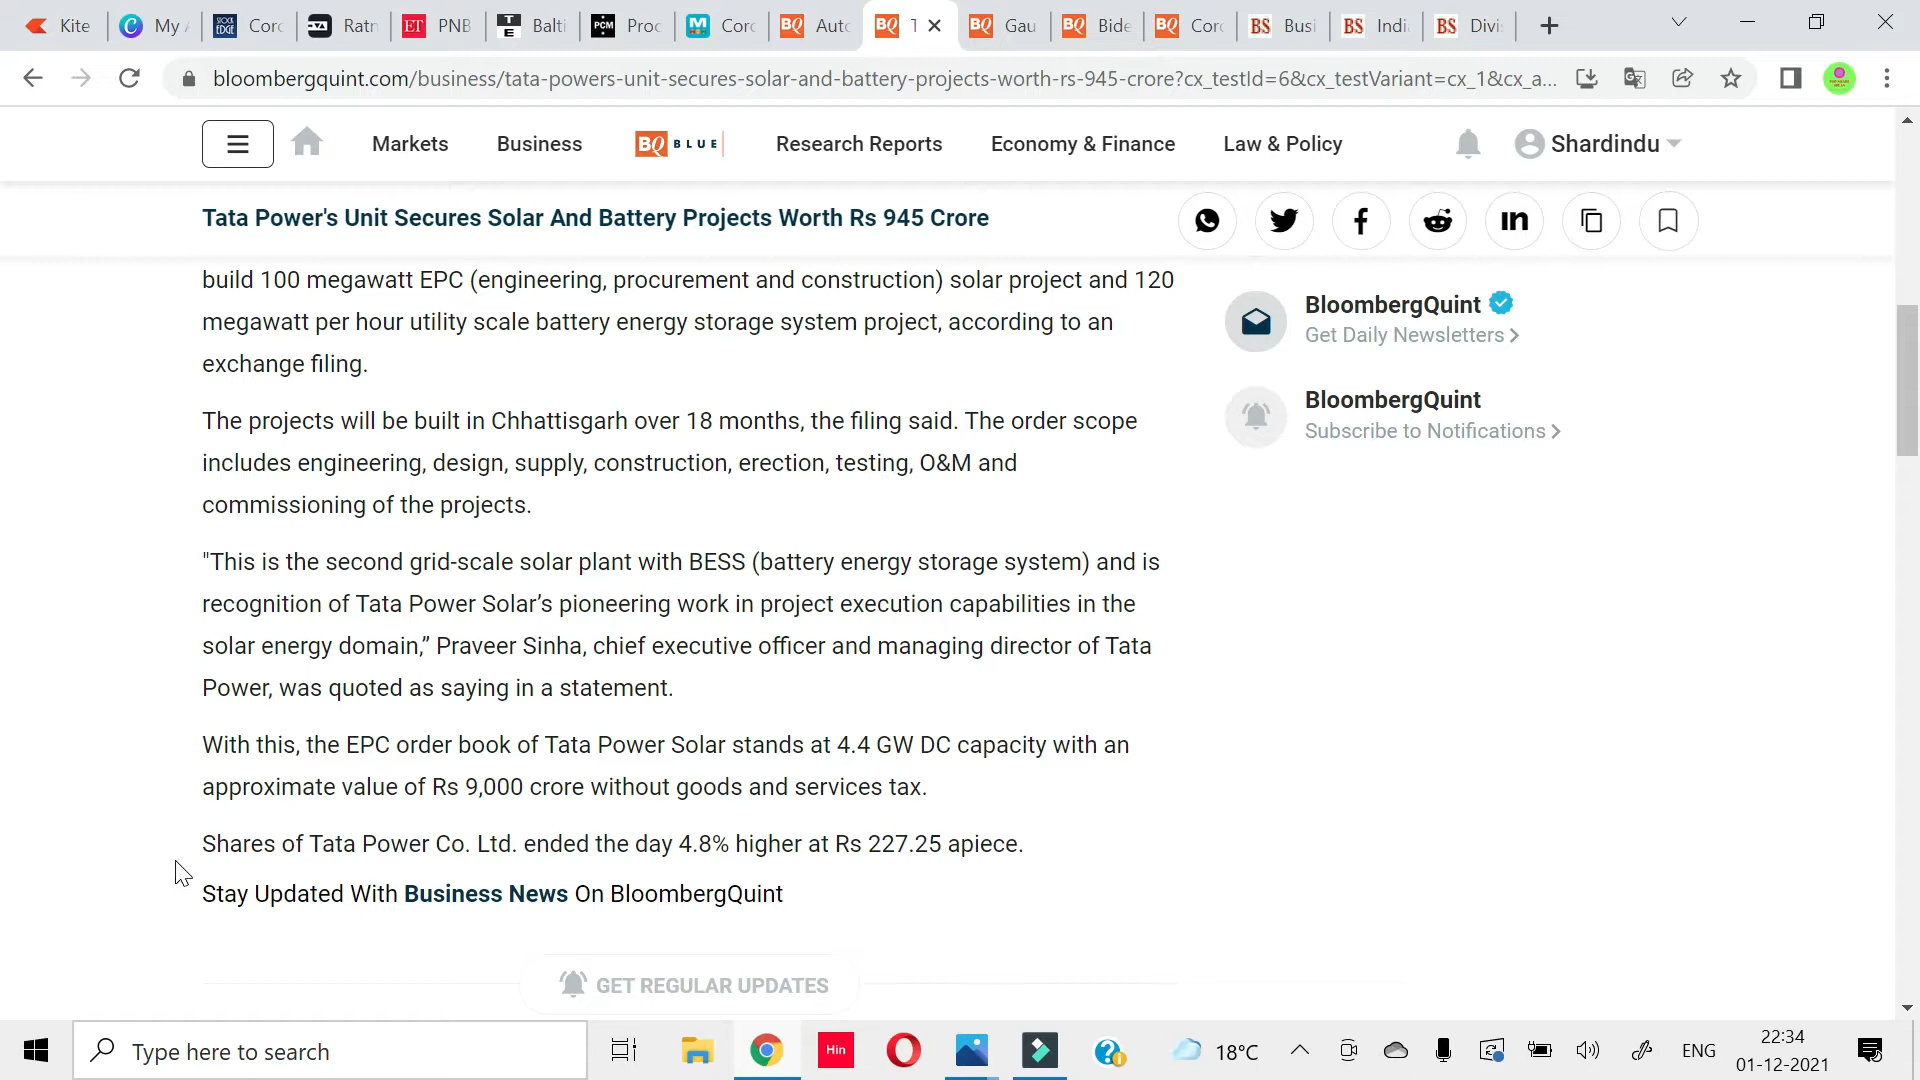 Kite
My A
Corc
Ratn
PNB
Balti
Proc
Corc
Auto
T
Gau
Bide
Corc
Busi
Indi
Divi
bloombergquint.com/business/tata-powers-unit-secures-solar-and-battery-projects-worth-rs-945-crore?cx_testId=6&cx_testVariant=cx_1&cx_a...
Markets
Business
BQ BLUE
Research Reports
Economy & Finance
Law & Policy
Shardindu
Tata Power's Unit Secures Solar And Battery Projects Worth Rs 945 Crore
build 100 megawatt EPC (engineering, procurement and construction) solar project and 120
megawatt per hour utility scale battery energy storage system project, according to an
exchange filing.
The projects will be built in Chhattisgarh over 18 months, the filing said. The order scope
includes engineering, design, supply, construction, erection, testing, O&M and
commissioning of the projects.
"This is the second grid-scale solar plant with BESS (battery energy storage system) and is
recognition of Tata Power Solar’s pioneering work in project execution capabilities in the
solar energy domain,” Praveer Sinha, chief executive officer and managing director of Tata
Power, was quoted as saying in a statement.
With this, the EPC order book of Tata Power Solar stands at 4.4 GW DC capacity with an
approximate value of Rs 9,000 crore without goods and services tax.
Shares of Tata Power Co. Ltd. ended the day 4.8% higher at Rs 227.25 apiece.
Stay Updated With Business News On BloombergQuint
GET REGULAR UPDATES
BloombergQuint
Get Daily Newsletters
BloombergQuint
Subscribe to Notifications
Type here to search
Hin
18°C
ENG
22:34
01-12-2021